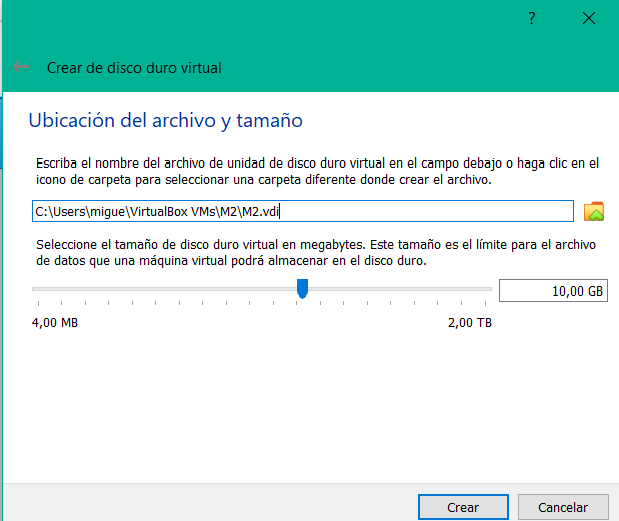 ?
Crear de disco duro virtual
Ubicación del archivo y tamaño
Escriba el nombre del archivo de unidad de disco duro virtual en el campo debajo o haga clic en el
icono de carpeta para seleccionar una carpeta diferente donde crear el archivo.
C:\Users\migue\VirtualBox VMs\M2\M2.vdi
Seleccione el tamaño de disco duro virtual en megabytes. Este tamaño es el límite para el archivo
de datos que una máquina virtual podrá almacenar en el disco duro.
10,00 GB
4,00 MB 2,00 TB
Crear Cancelar